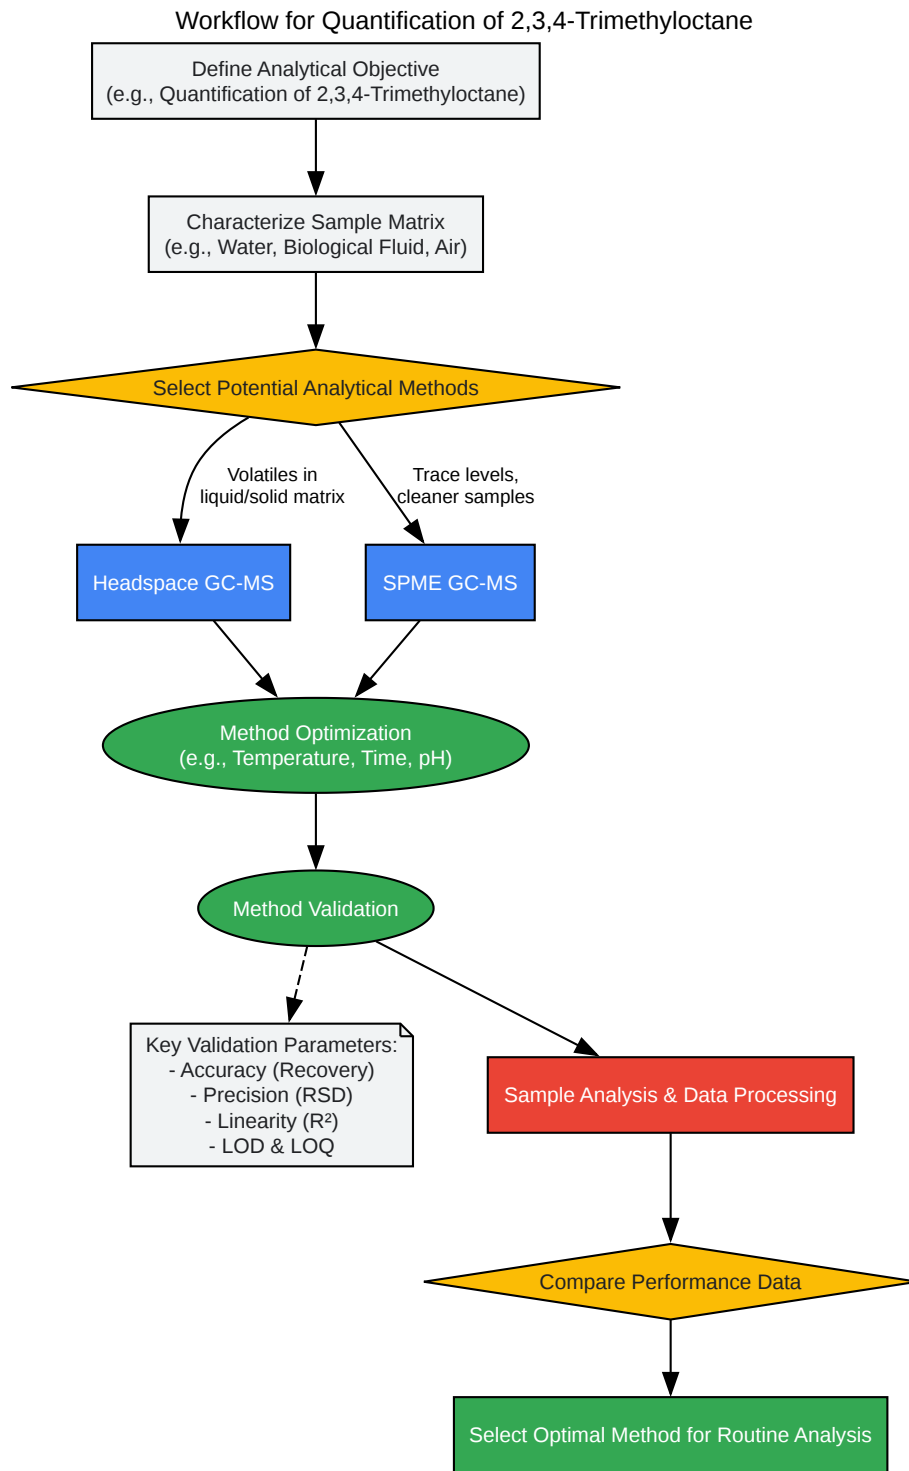 Workflow for Quantification of 2,3,4-Trimethyloctane
Define Analytical Objective
(e.g., Quantification of 2,3,4-Trimethyloctane)
Characterize Sample Matrix
(e.g., Water, Biological Fluid, Air)
Select Potential Analytical Methods
Volatiles in
liquid/solid matrix
Trace levels,
cleaner samples
Headspace GC-MS
SPME GC-MS
Method Optimization
(e.g., Temperature, Time, pH)
Method Validation
Key Validation Parameters:
- Accuracy (Recovery)
- Precision (RSD)
- Linearity (R²)
- LOD & LOQ
Sample Analysis & Data Processing
Compare Performance Data
Select Optimal Method for Routine Analysis